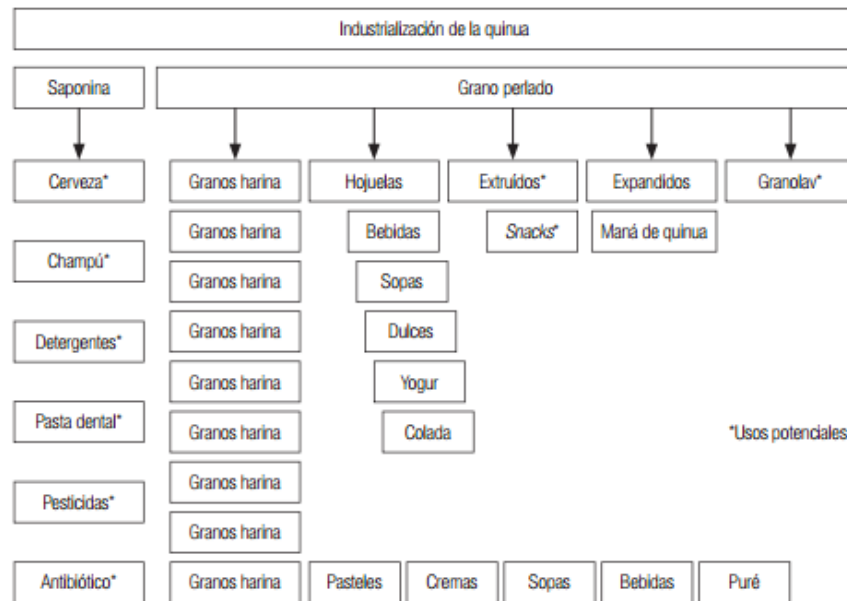 Industrialización de la quinua
Saponina
Grano perlado
Cerveza*
Granos harina
Hojuelas
Extruídos*
Expandidos
Granolav*
Granos harina
Bebidas
Snacks*
Maná de quinua
Champú*
Granos harina
Sopas
Detergentes*
Granos harina
Dulces
Granos harina
Yogur
Pasta dental*
Granos harina
Colada
*Usos potenciales
Pesticidas*
Granos harina
Granos harina
Antibiótico*
Granos harina
Pasteles
Cremas
Sopas
Bebidas
Puré